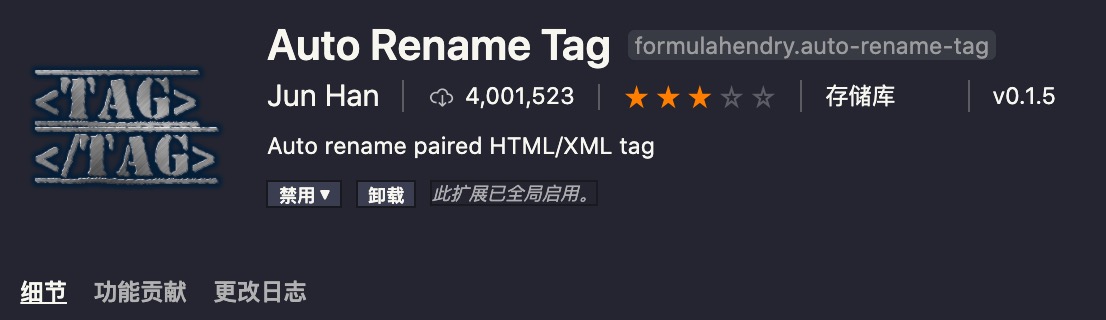 <TAG>
</TAG>
Auto Rename Tag formulahendry.auto-rename-tag
Jun Han 4,001,523 存储库 v0.1.5
Auto rename paired HTML/XML tag
禁用 卸载 此扩展已全局启用。
细节 功能贡献 更改日志